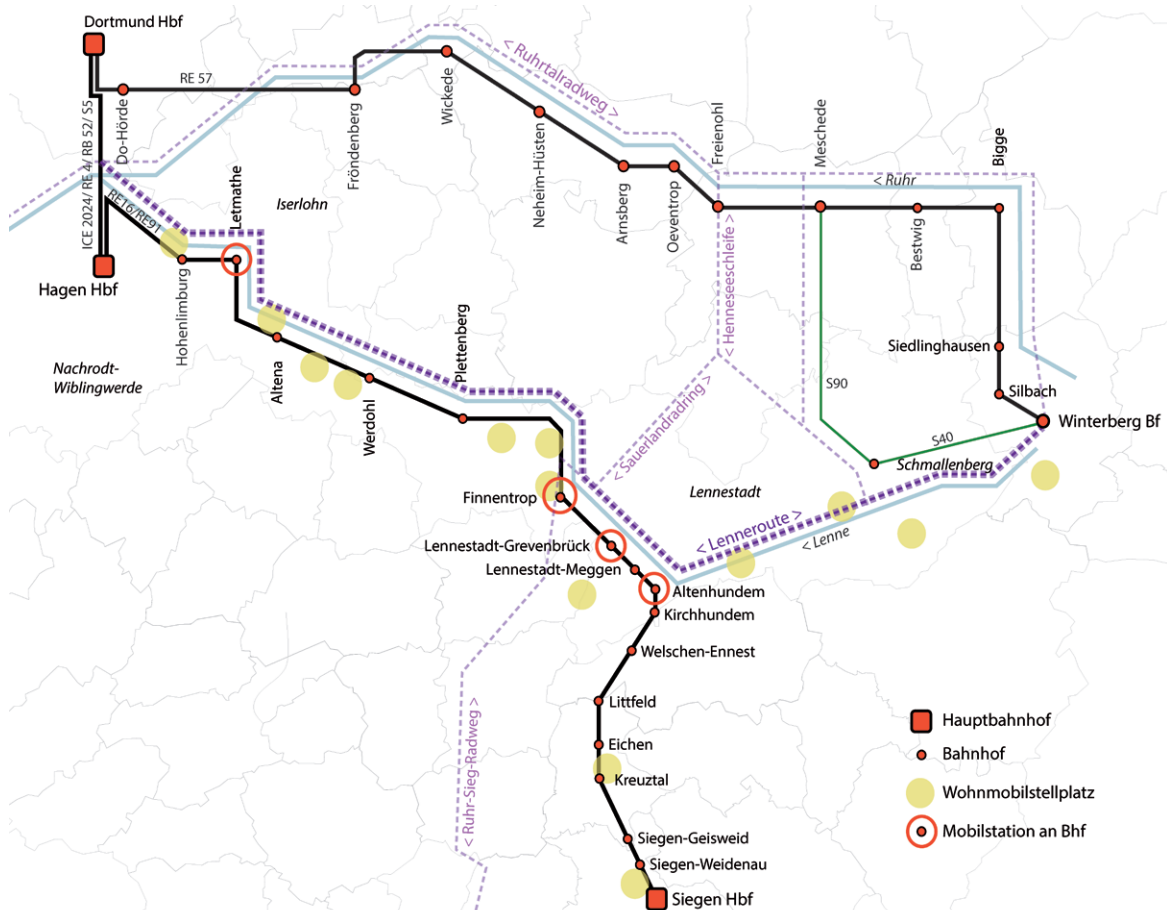 Dortmund Hbf
RE 57
Do-Hörde
Fröndenberg
Wickede
< Ruhrtalradweg >
Neheim-Hüsten
Arnsberg
Oeventrop
Freienohl
Meschede
Bestwig
Bigge
< Ruhr
ICE 2024/ RE 4/ RB 52/ S5
RE16/RE91
Letmathe
Iserlohn
Hagen Hbf
Hohenlimburg
Nachrodt-
Wiblingwerde
Altena
Werdohl
Plettenberg
< Henneseeschleife >
< Sauerlandradring >
Siedlinghausen
Silbach
Winterberg Bf
S90
S40
Schmallenberg
Lennestadt
< Lenneroute >
< Lenne
Finnentrop
Lennestadt-Grevenbrück
Lennestadt-Meggen
Altenhundem
Kirchhundem
Welschen-Ennest
Littfeld
Eichen
Kreuztal
< Ruhr-Sieg-Radweg >
Siegen-Geisweid
Siegen-Weidenau
Siegen Hbf
Hauptbahnhof
Bahnhof
Wohnmobilstellplatz
Mobilstation an Bhf